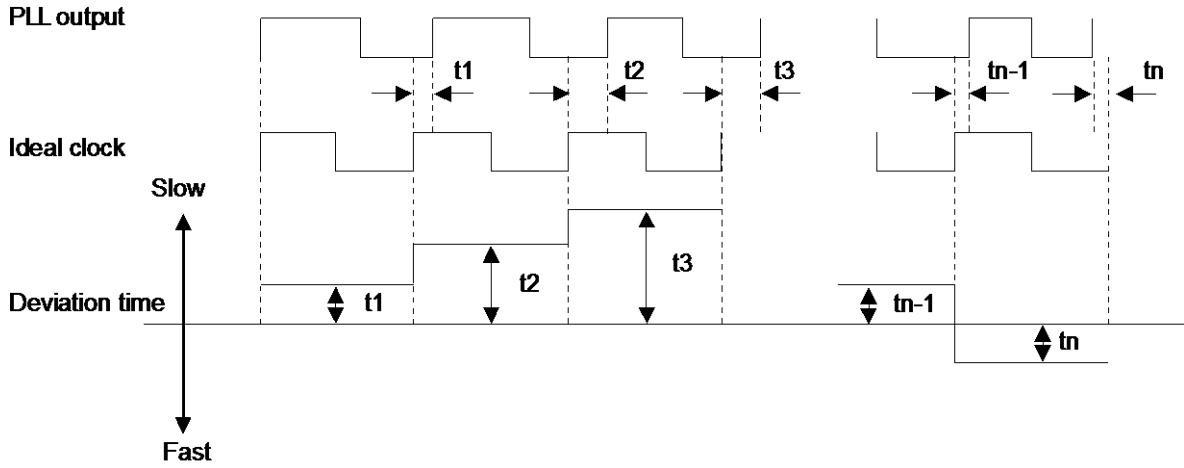 PLL output
t1
t2
t3
tn-1
tn
Ideal clock
Slow
Deviation time
t1
t2
t3
tn-1
tn
Fast